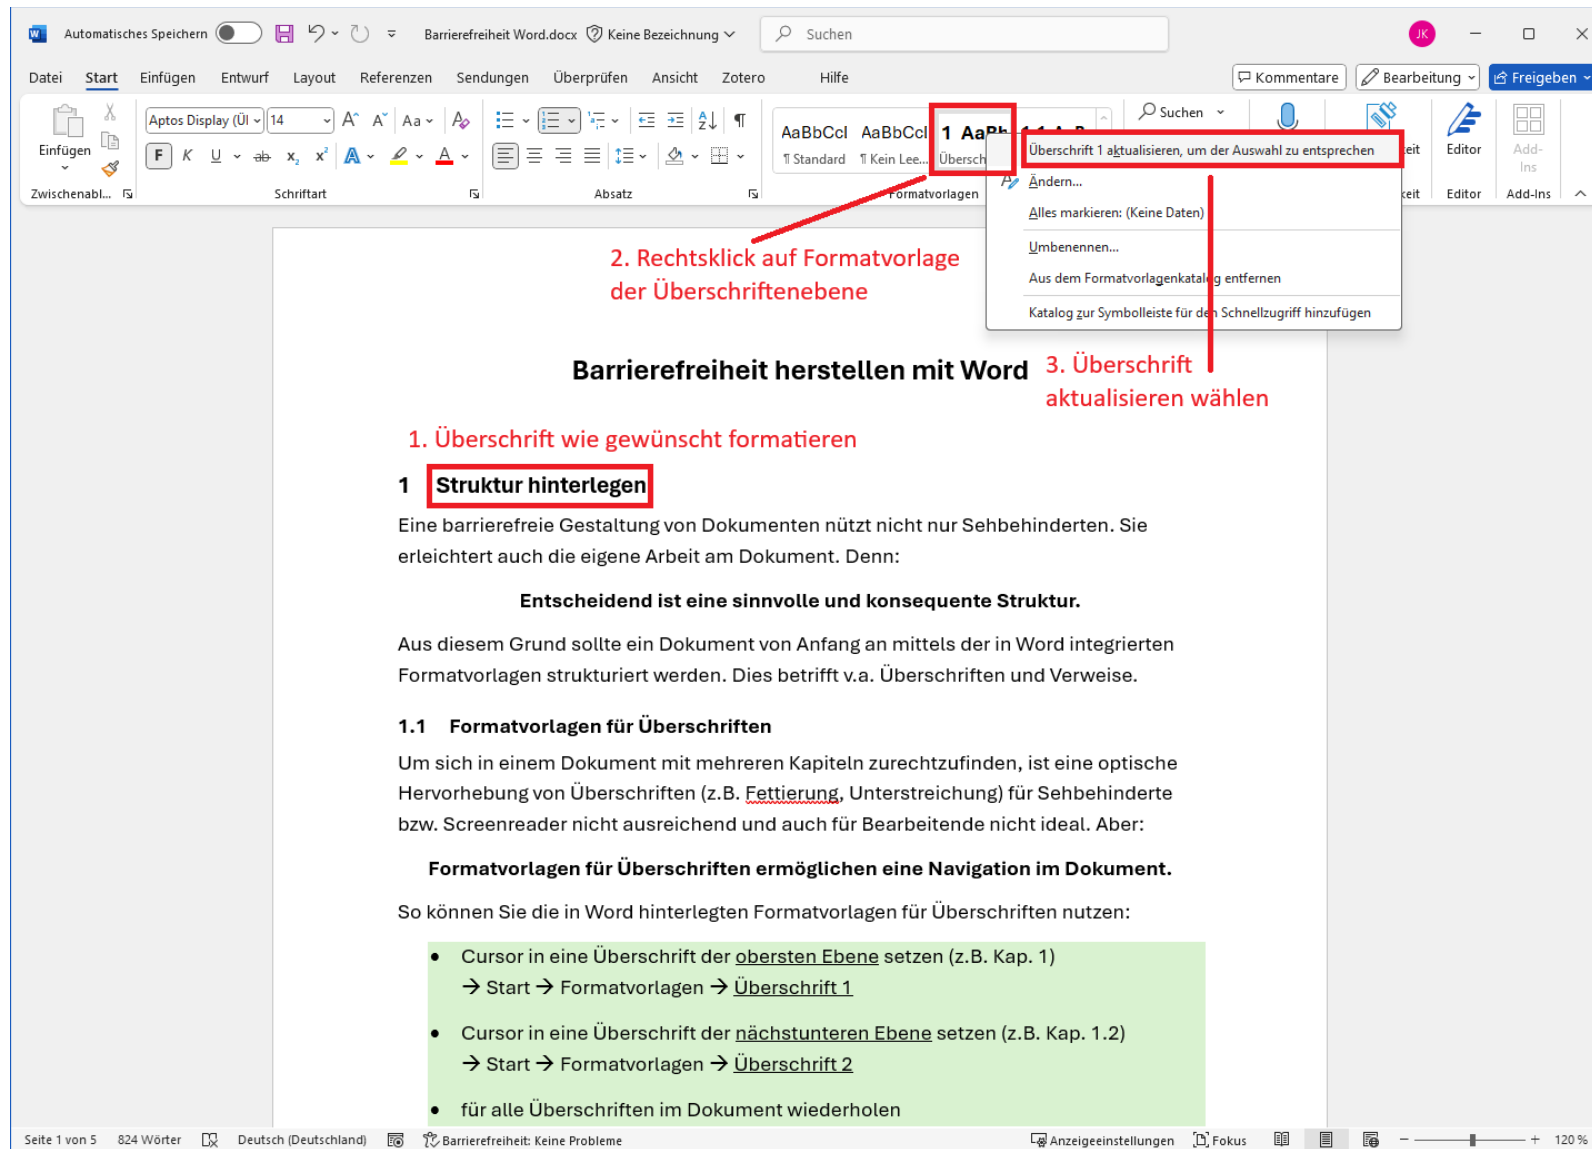 Automatisches Speichern
Barrierefreiheit Word.docx
Keine Bezeichnung
Suchen
JK
Datei Start Einfügen Entwurf Layout Referenzen Sendungen Überprüfen Ansicht Zotero Hilfe
Kommentare
Bearbeitung
Freigeben
Einfügen
Aptos Display (Ül
14
F K U ab x₂ x² A A
AaBbCcI AaBbCcI 1 AaBb
¶ Standard ¶ Kein Lee... Übersch
Suchen
Editor
Add-Ins
Zwischenabl... Schriftart Absatz Formatvorlagen Editor Add-Ins
Überschrift 1 aktualisieren, um der Auswahl zu entsprechen
Ändern...
Alles markieren: (Keine Daten)
Umbenennen...
Aus dem Formatvorlagenkatalog entfernen
Katalog zur Symbolleiste für den Schnellzugriff hinzufügen
2. Rechtsklick auf Formatvorlage
der Überschriftenebene
3. Überschrift
aktualisieren wählen
Barrierefreiheit herstellen mit Word
1. Überschrift wie gewünscht formatieren
1 Struktur hinterlegen
Eine barrierefreie Gestaltung von Dokumenten nützt nicht nur Sehbehinderten. Sie
erleichtert auch die eigene Arbeit am Dokument. Denn:
Entscheidend ist eine sinnvolle und konsequente Struktur.
Aus diesem Grund sollte ein Dokument von Anfang an mittels der in Word integrierten
Formatvorlagen strukturiert werden. Dies betrifft v.a. Überschriften und Verweise.
1.1 Formatvorlagen für Überschriften
Um sich in einem Dokument mit mehreren Kapiteln zurechtzufinden, ist eine optische
Hervorhebung von Überschriften (z.B. Fettierung, Unterstreichung) für Sehbehinderte
bzw. Screenreader nicht ausreichend und auch für Bearbeitende nicht ideal. Aber:
Formatvorlagen für Überschriften ermöglichen eine Navigation im Dokument.
So können Sie die in Word hinterlegten Formatvorlagen für Überschriften nutzen:
• Cursor in eine Überschrift der obersten Ebene setzen (z.B. Kap. 1)
→ Start → Formatvorlagen → Überschrift 1
• Cursor in eine Überschrift der nächstunteren Ebene setzen (z.B. Kap. 1.2)
→ Start → Formatvorlagen → Überschrift 2
• für alle Überschriften im Dokument wiederholen
Seite 1 von 5 824 Wörter Deutsch (Deutschland) Barrierefreiheit: Keine Probleme Anzeigeeinstellungen Fokus 120 %